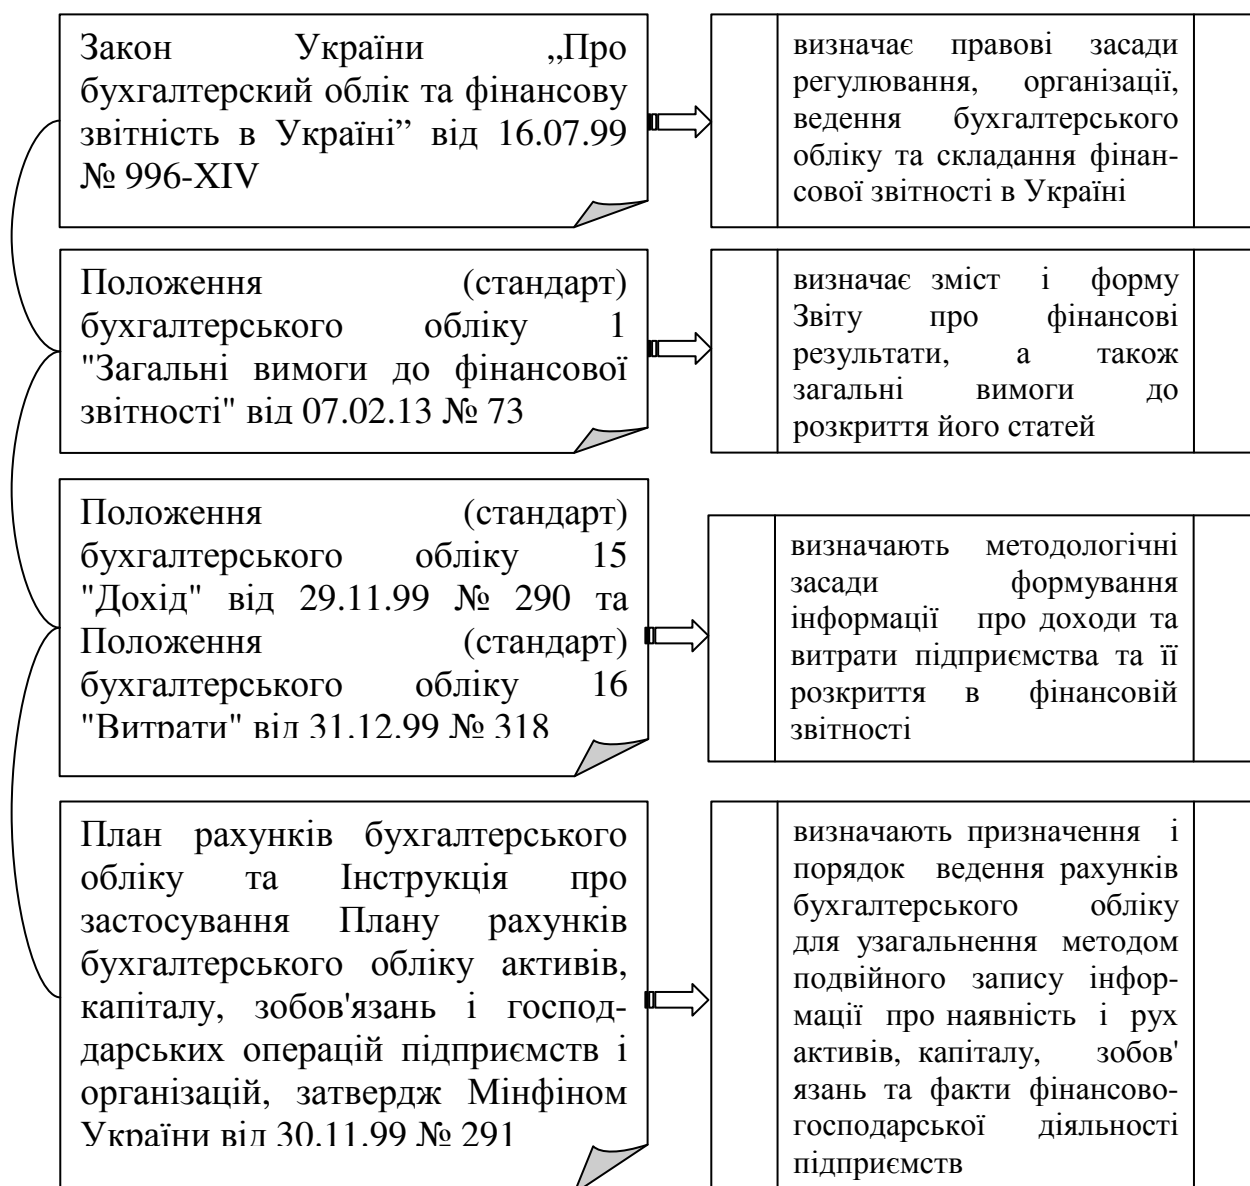 Закон України „Про
бухгалтерский облік та фінансову
звітність в Україні” від 16.07.99
№ 996-XIV
визначає правові засади
регулювання, організації,
ведення бухгалтерського
обліку та складання фінан-
сової звітності в Україні
Положення (стандарт)
бухгалтерського обліку 1
"Загальні вимоги до фінансової
звітності" від 07.02.13 № 73
визначає зміст і форму
Звіту про фінансові
результати, а також
загальні вимоги до
розкриття його статей
Положення (стандарт)
бухгалтерського обліку 15
"Дохід" від 29.11.99 № 290 та
Положення (стандарт)
бухгалтерського обліку 16
"Витрати" від 31.12.99 № 318
визначають методологічні
засади формування
інформації про доходи та
витрати підприємства та її
розкриття в фінансовій
звітності
План рахунків бухгалтерського
обліку та Інструкція про
застосування Плану рахунків
бухгалтерського обліку активів,
капіталу, зобов'язань і господ-
дарських операцій підприємств і
організацій, затвердж Мінфіном
України від 30.11.99 № 291
визначають призначення і
порядок ведення рахунків
бухгалтерського обліку
для узагальнення методом
подвійного запису інфор-
мації про наявність і рух
активів, капіталу, зобов'
язань та факти фінансово-
господарської діяльності
підприємств